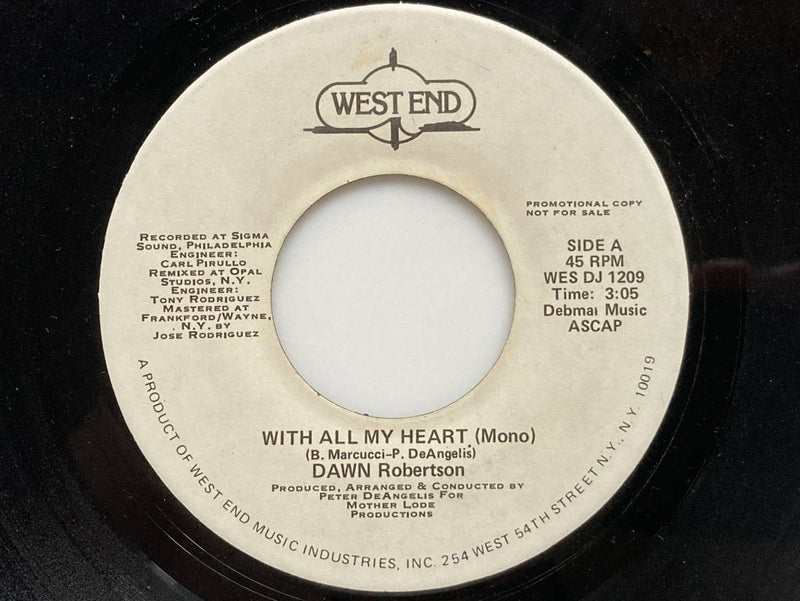 WEST END
PROMOTIONAL COPY
NOT FOR SALE
RECORDED AT SIGMA
SOUND, PHILADELPHIA
ENGINEER:
CARL PIRULLO
REMIXED AT OPAL
STUDIOS, N.Y.
ENGINEER:
TONY RODRIGUEZ
MASTERED AT
FRANKFORD/WAYNE,
N.Y. BY
JOSE RODRIGUEZ
SIDE A
45 RPM
WES DJ 1209
Time: 3:05
Debmar Music
ASCAP
WITH ALL MY HEART (Mono)
(B. Marcucci-P. DeAngelis)
DAWN Robertson
PRODUCED, ARRANGED & CONDUCTED BY
PETER DEANGELIS FOR
MOTHER LODE
PRODUCTIONS
A PRODUCT OF WEST END MUSIC INDUSTRIES, INC. 254 WEST 54TH STREET N.Y., N.Y. 10019